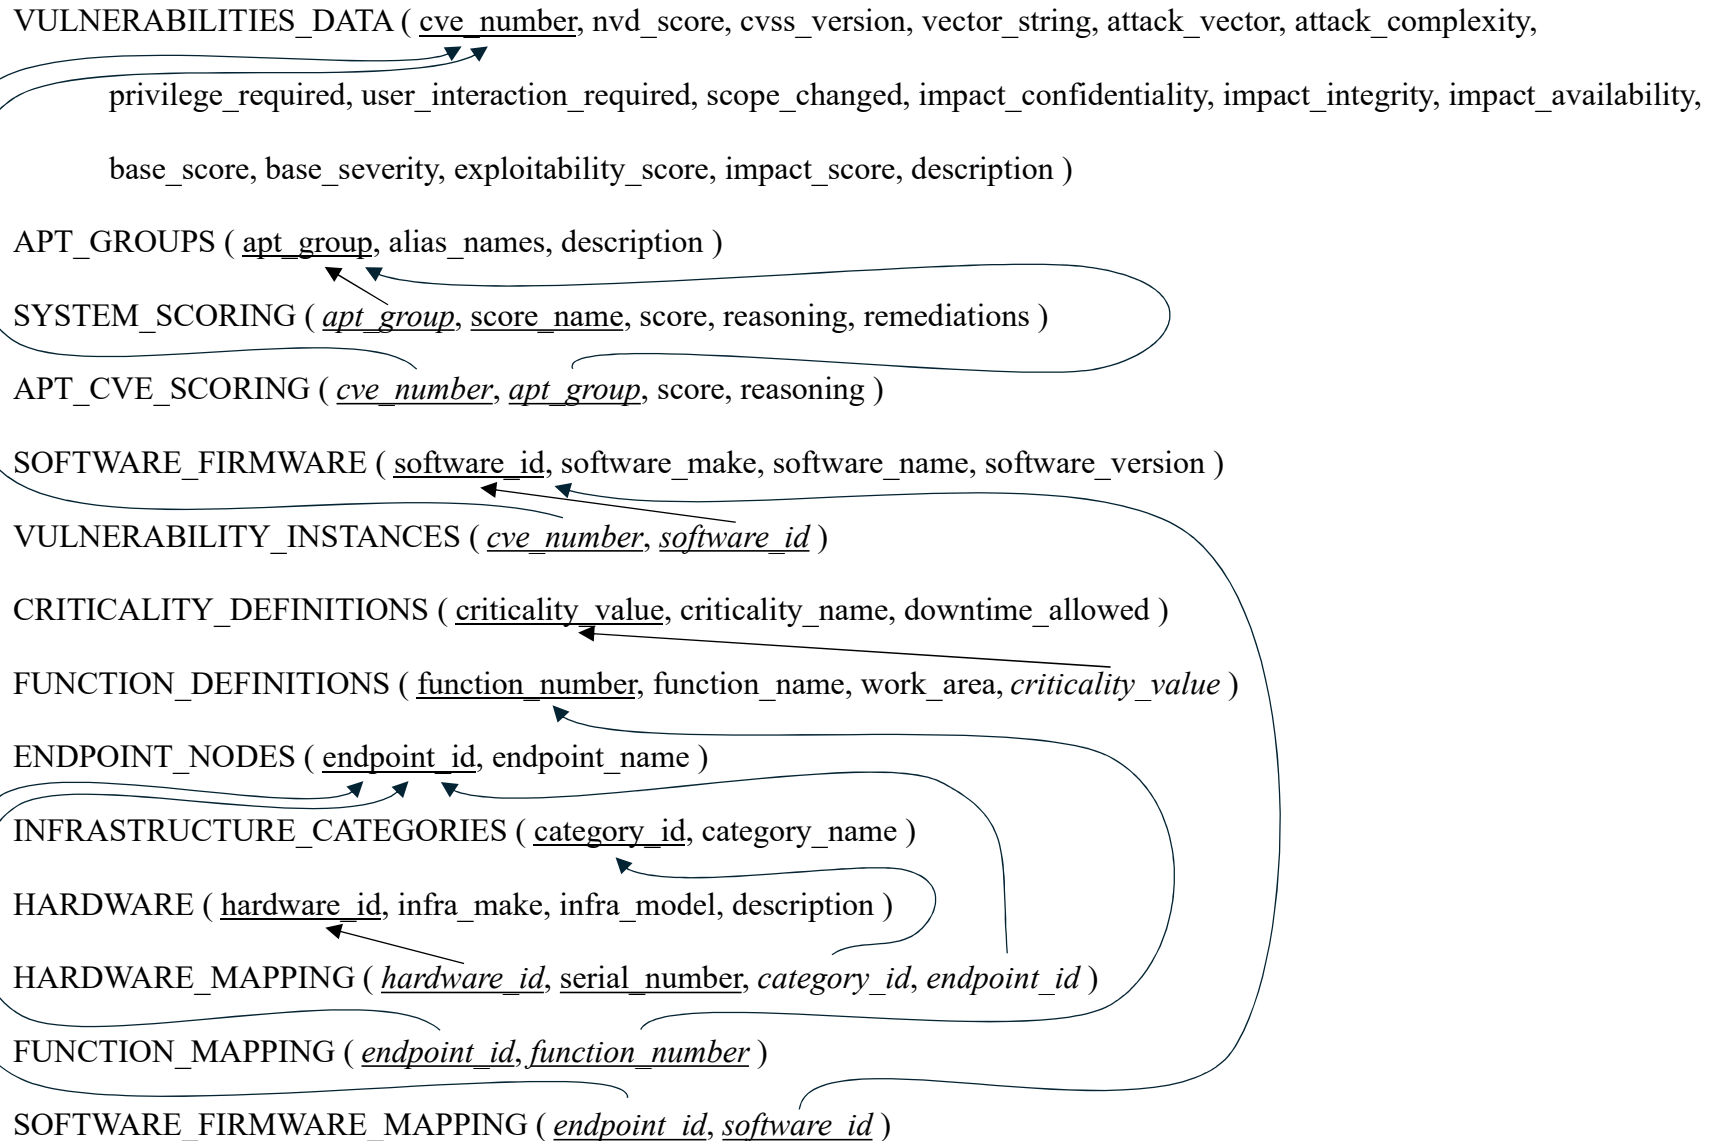 VULNERABILITIES_DATA ( cve_number, nvd_score, cvss_version, vector_string, attack_vector, attack_complexity,
privilege_required, user_interaction_required, scope_changed, impact_confidentiality, impact_integrity, impact_availability,
base_score, base_severity, exploitability_score, impact_score, description )
APT_GROUPS ( apt_group, alias_names, description )
SYSTEM_SCORING ( apt_group, score_name, score, reasoning, remediations )
APT_CVE_SCORING ( cve_number, apt_group, score, reasoning )
SOFTWARE_FIRMWARE ( software_id, software_make, software_name, software_version )
VULNERABILITY_INSTANCES ( cve_number, software_id )
CRITICALITY_DEFINITIONS ( criticality_value, criticality_name, downtime_allowed )
FUNCTION_DEFINITIONS ( function_number, function_name, work_area, criticality_value )
ENDPOINT_NODES ( endpoint_id, endpoint_name )
INFRASTRUCTURE_CATEGORIES ( category_id, category_name )
HARDWARE ( hardware_id, infra_make, infra_model, description )
HARDWARE_MAPPING ( hardware_id, serial_number, category_id, endpoint_id )
FUNCTION_MAPPING ( endpoint_id, function_number )
SOFTWARE_FIRMWARE_MAPPING ( endpoint_id, software_id )